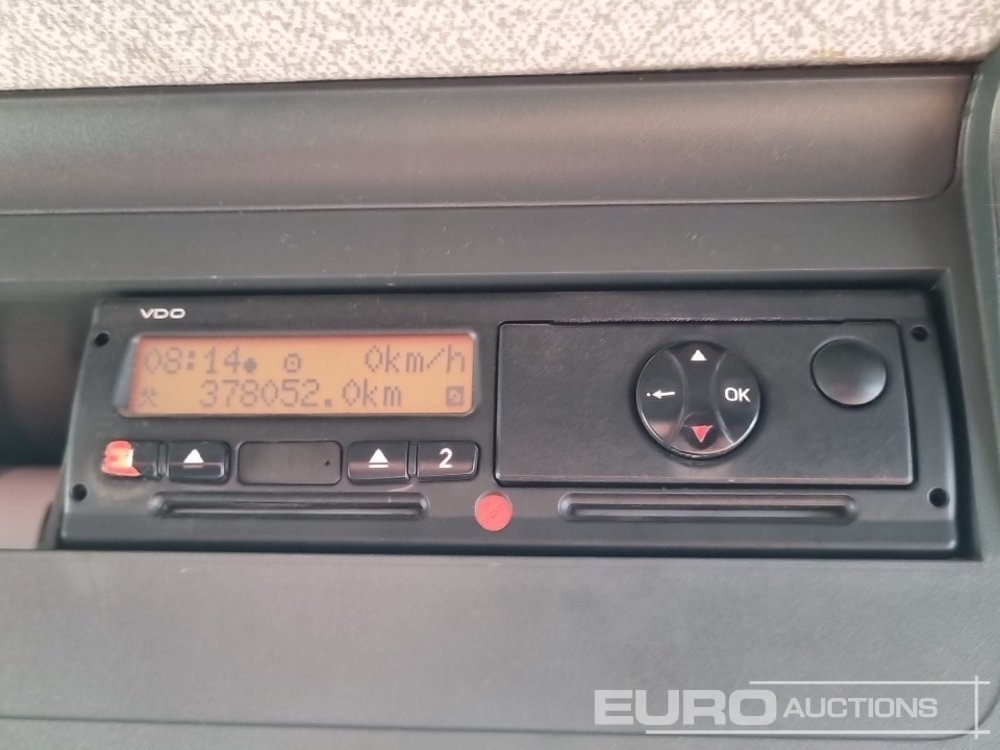 VDO
08:14 0km/h
378052.0km
OK
2
EURO AUCTIONS